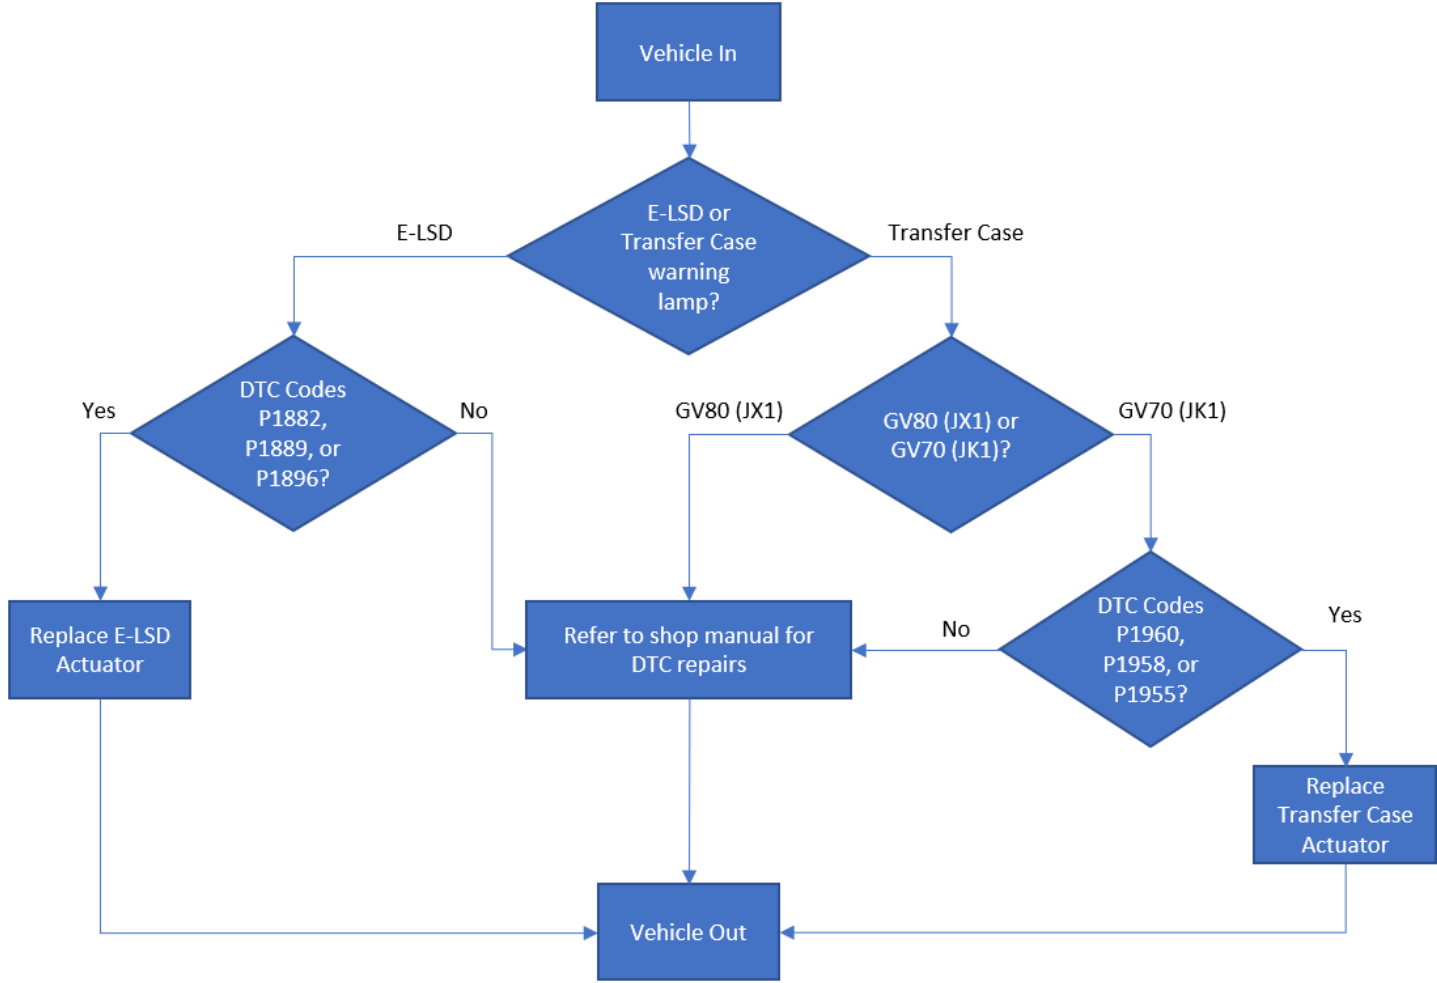 Vehicle In
E-LSD or
Transfer Case
warning
lamp?
E-LSD
Transfer Case
DTC Codes
P1882,
P1889, or
P1896?
Yes
No
GV80 (JX1)
GV80 (JX1) or
GV70 (JK1)?
GV70 (JK1)
Replace E-LSD
Actuator
Refer to shop manual for
DTC repairs
No
DTC Codes
P1960,
P1958, or
P1955?
Yes
Replace
Transfer Case
Actuator
Vehicle Out